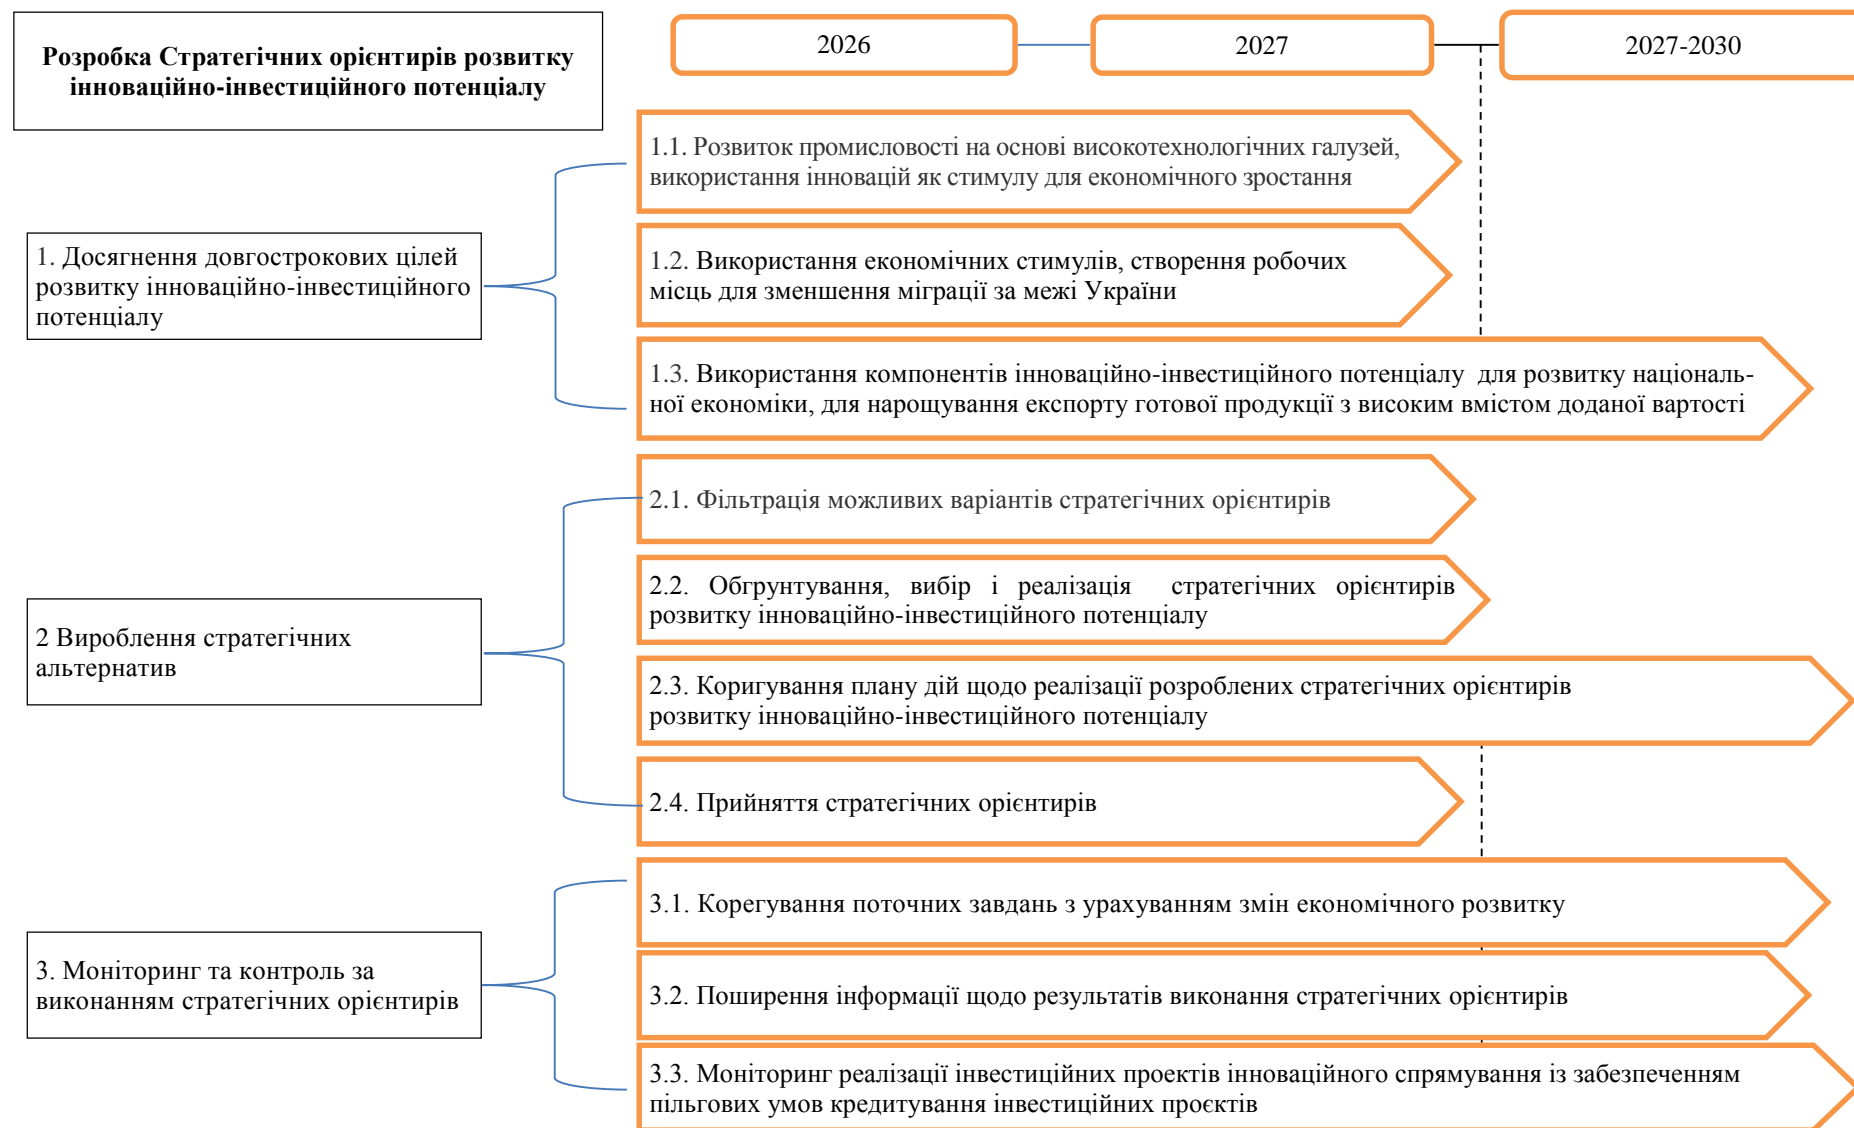 Розробка Стратегічних орієнтирів розвитку
інноваційно-інвестиційного потенціалу
2026
2027
2027-2030
1. Досягнення довгострокових цілей
розвитку інноваційно-інвестиційного
потенціалу
1.1. Розвиток промисловості на основі високотехнологічних галузей,
використання інновацій як стимулу для економічного зростання
1.2. Використання економічних стимулів, створення робочих
місць для зменшення міграції за межі України
1.3. Використання компонентів інноваційно-інвестиційного потенціалу для розвитку національ-
ної економіки, для нарощування експорту готової продукції з високим вмістом доданої вартості
2 Вироблення стратегічних
альтернатив
2.1. Фільтрація можливих варіантів стратегічних орієнтирів
2.2. Обгрунтування, вибір і реалізація стратегічних орієнтирів
розвитку інноваційно-інвестиційного потенціалу
2.3. Коригування плану дій щодо реалізації розроблених стратегічних орієнтирів
розвитку інноваційно-інвестиційного потенціалу
2.4. Прийняття стратегічних орієнтирів
3. Моніторинг та контроль за
виконанням стратегічних орієнтирів
3.1. Корегування поточних завдань з урахуванням змін економічного розвитку
3.2. Поширення інформації щодо результатів виконання стратегічних орієнтирів
3.3. Моніторинг реалізації інвестиційних проектів інноваційного спрямування із забезпеченням
пільгових умов кредитування інвестиційних проєктів